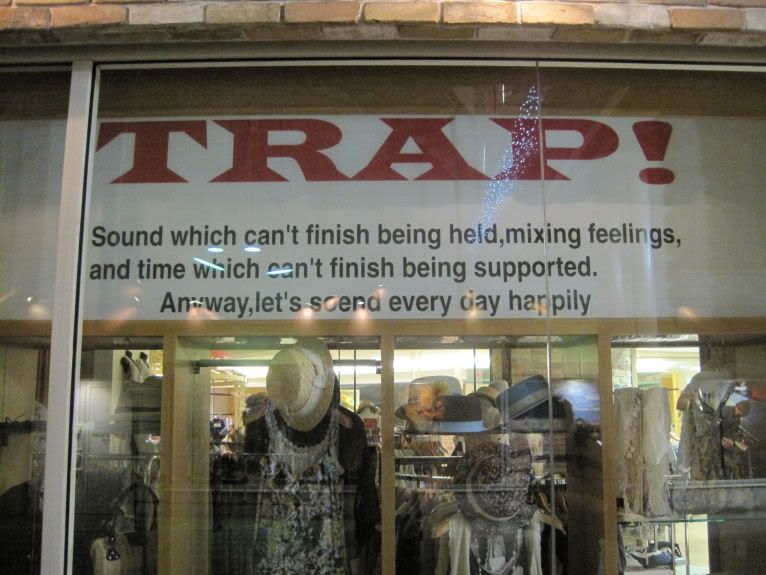 TRAP!
Sound which can't finish being held,mixing feelings,
and time which can't finish being supported.
Anyway,let's spend every day happily